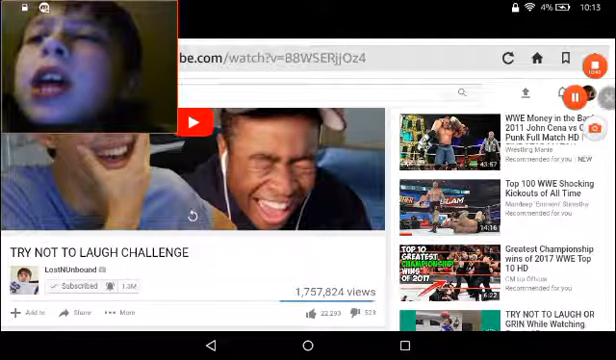 4%
10:13
be.com/watch?v=B8WSERjjOz4
WWE Money in the Ba
2011 John Cena vs C
Punk Full Match HD
Wrestling Mania
Recommended for you | NEW
43:57
Top 100 WWE Shocking
Kickouts of All Time
Recommended for you
14:16
TOP 10
GREATEST
CHAMPIONSHIP
WINS
OF 2017
6:22
Greatest Championship
wins of 2017 WWE Top
10 HD
Recommended for you
TRY NOT TO LAUGH OR
GRIN While Watching
TRY NOT TO LAUGH CHALLENGE
LostNUnbound
Subscribed
1.3M
1,757,824 views
Add to
Share
More
22,293
528